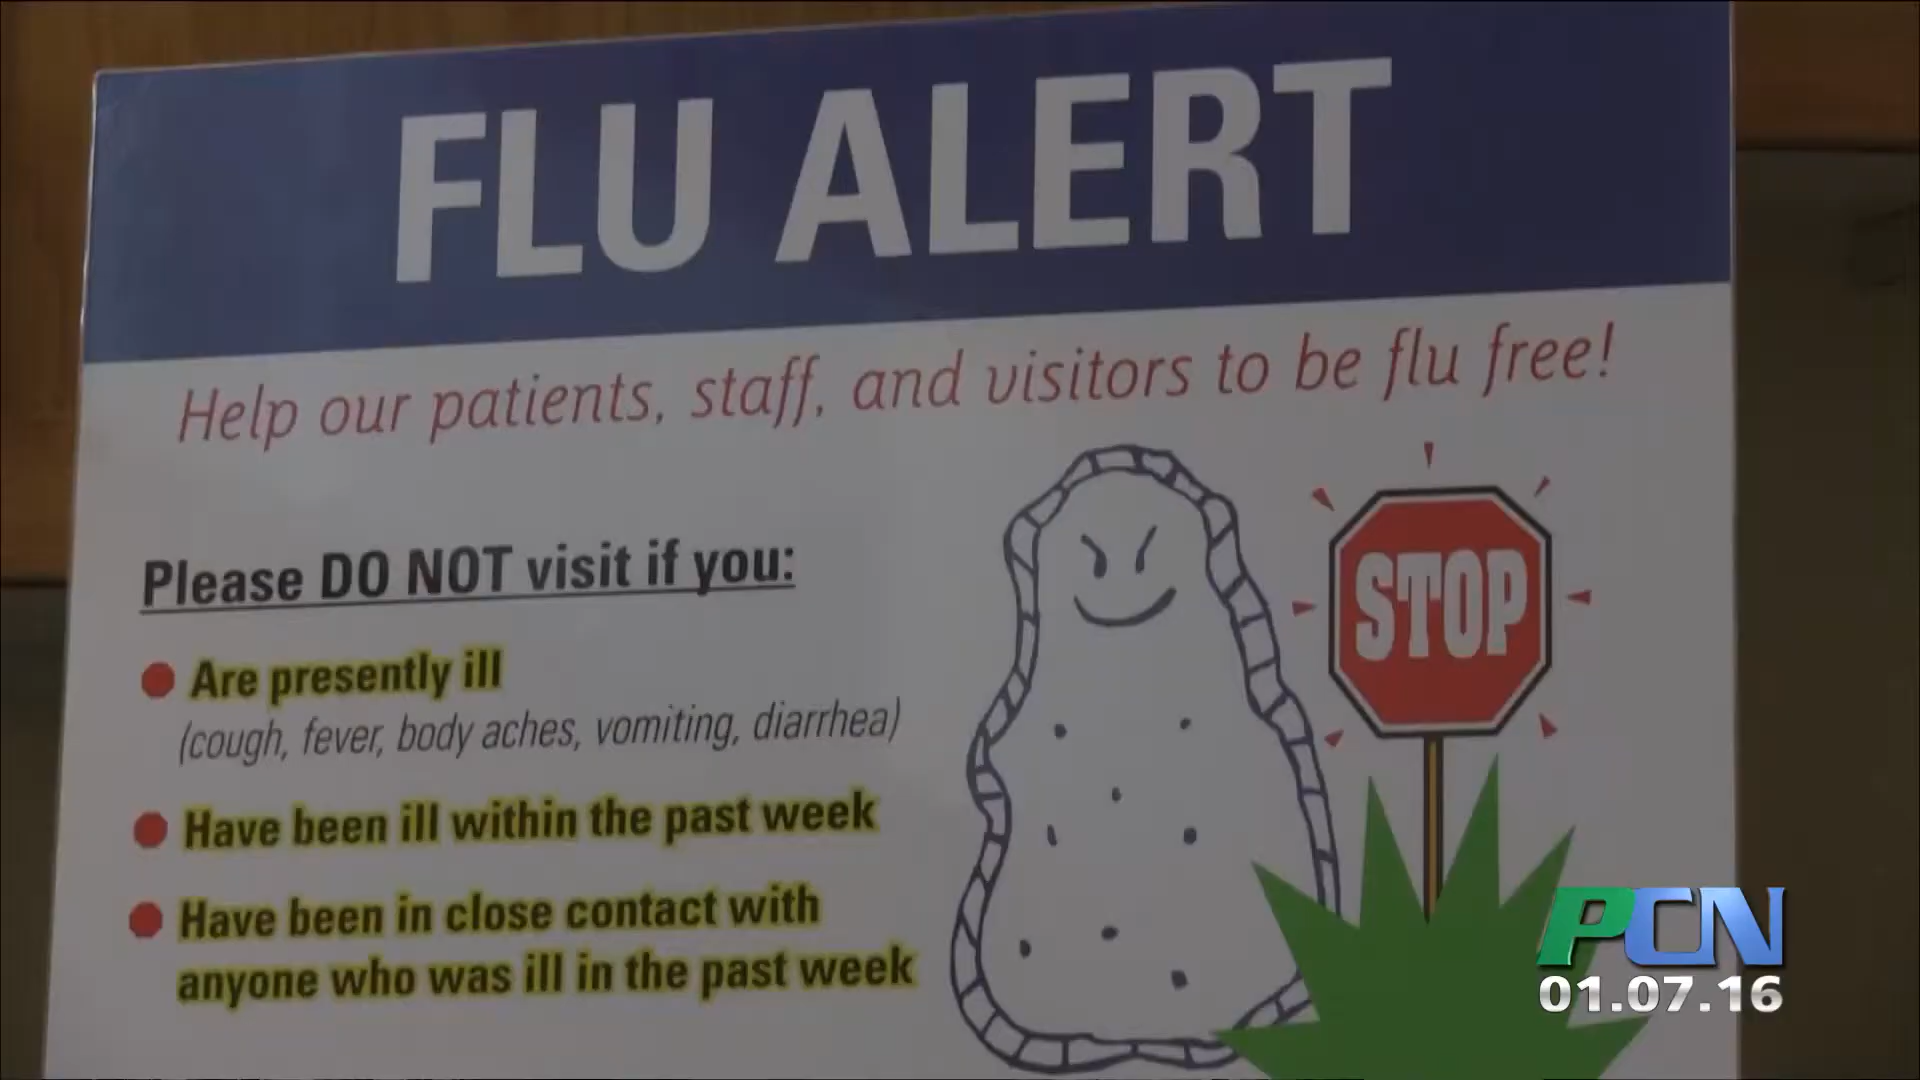 FLU ALERT
Help our patients, staff, and visitors to be flu free!
Please DO NOT visit if you:
Are presently ill
(cough, fever, body aches, vomiting, diarrhea)
Have been ill within the past week
Have been in close contact with
anyone who was ill in the past week
STOP
PCN
01.07.16